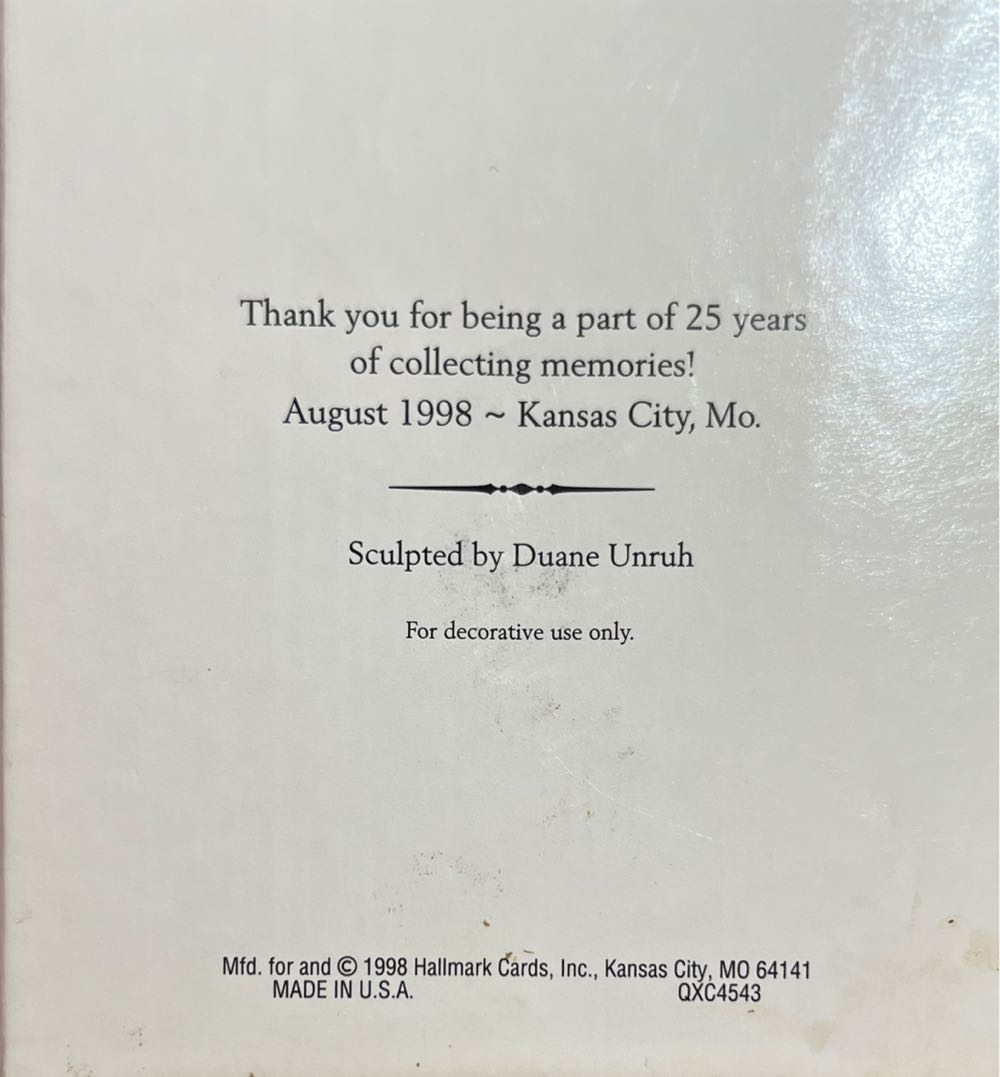 Thank you for being a part of 25 years
of collecting memories!
August 1998 ~ Kansas City, Mo.
Sculpted by Duane Unruh
For decorative use only.
Mfd. for and © 1998 Hallmark Cards, Inc., Kansas City, MO 64141
MADE IN U.S.A. QXC4543